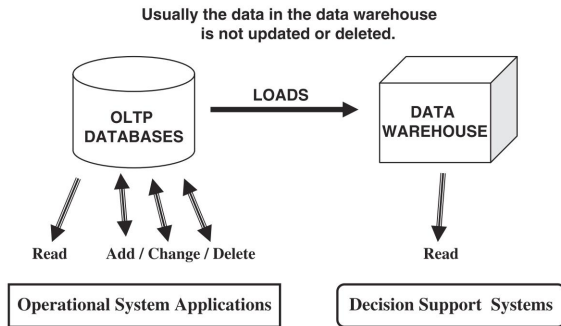 Usually the data in the data warehouse
is not updated or deleted.
OLTP
DATABASES
LOADS
DATA
WAREHOUSE
Read
Add / Change / Delete
Read
Operational System Applications
Decision Support Systems